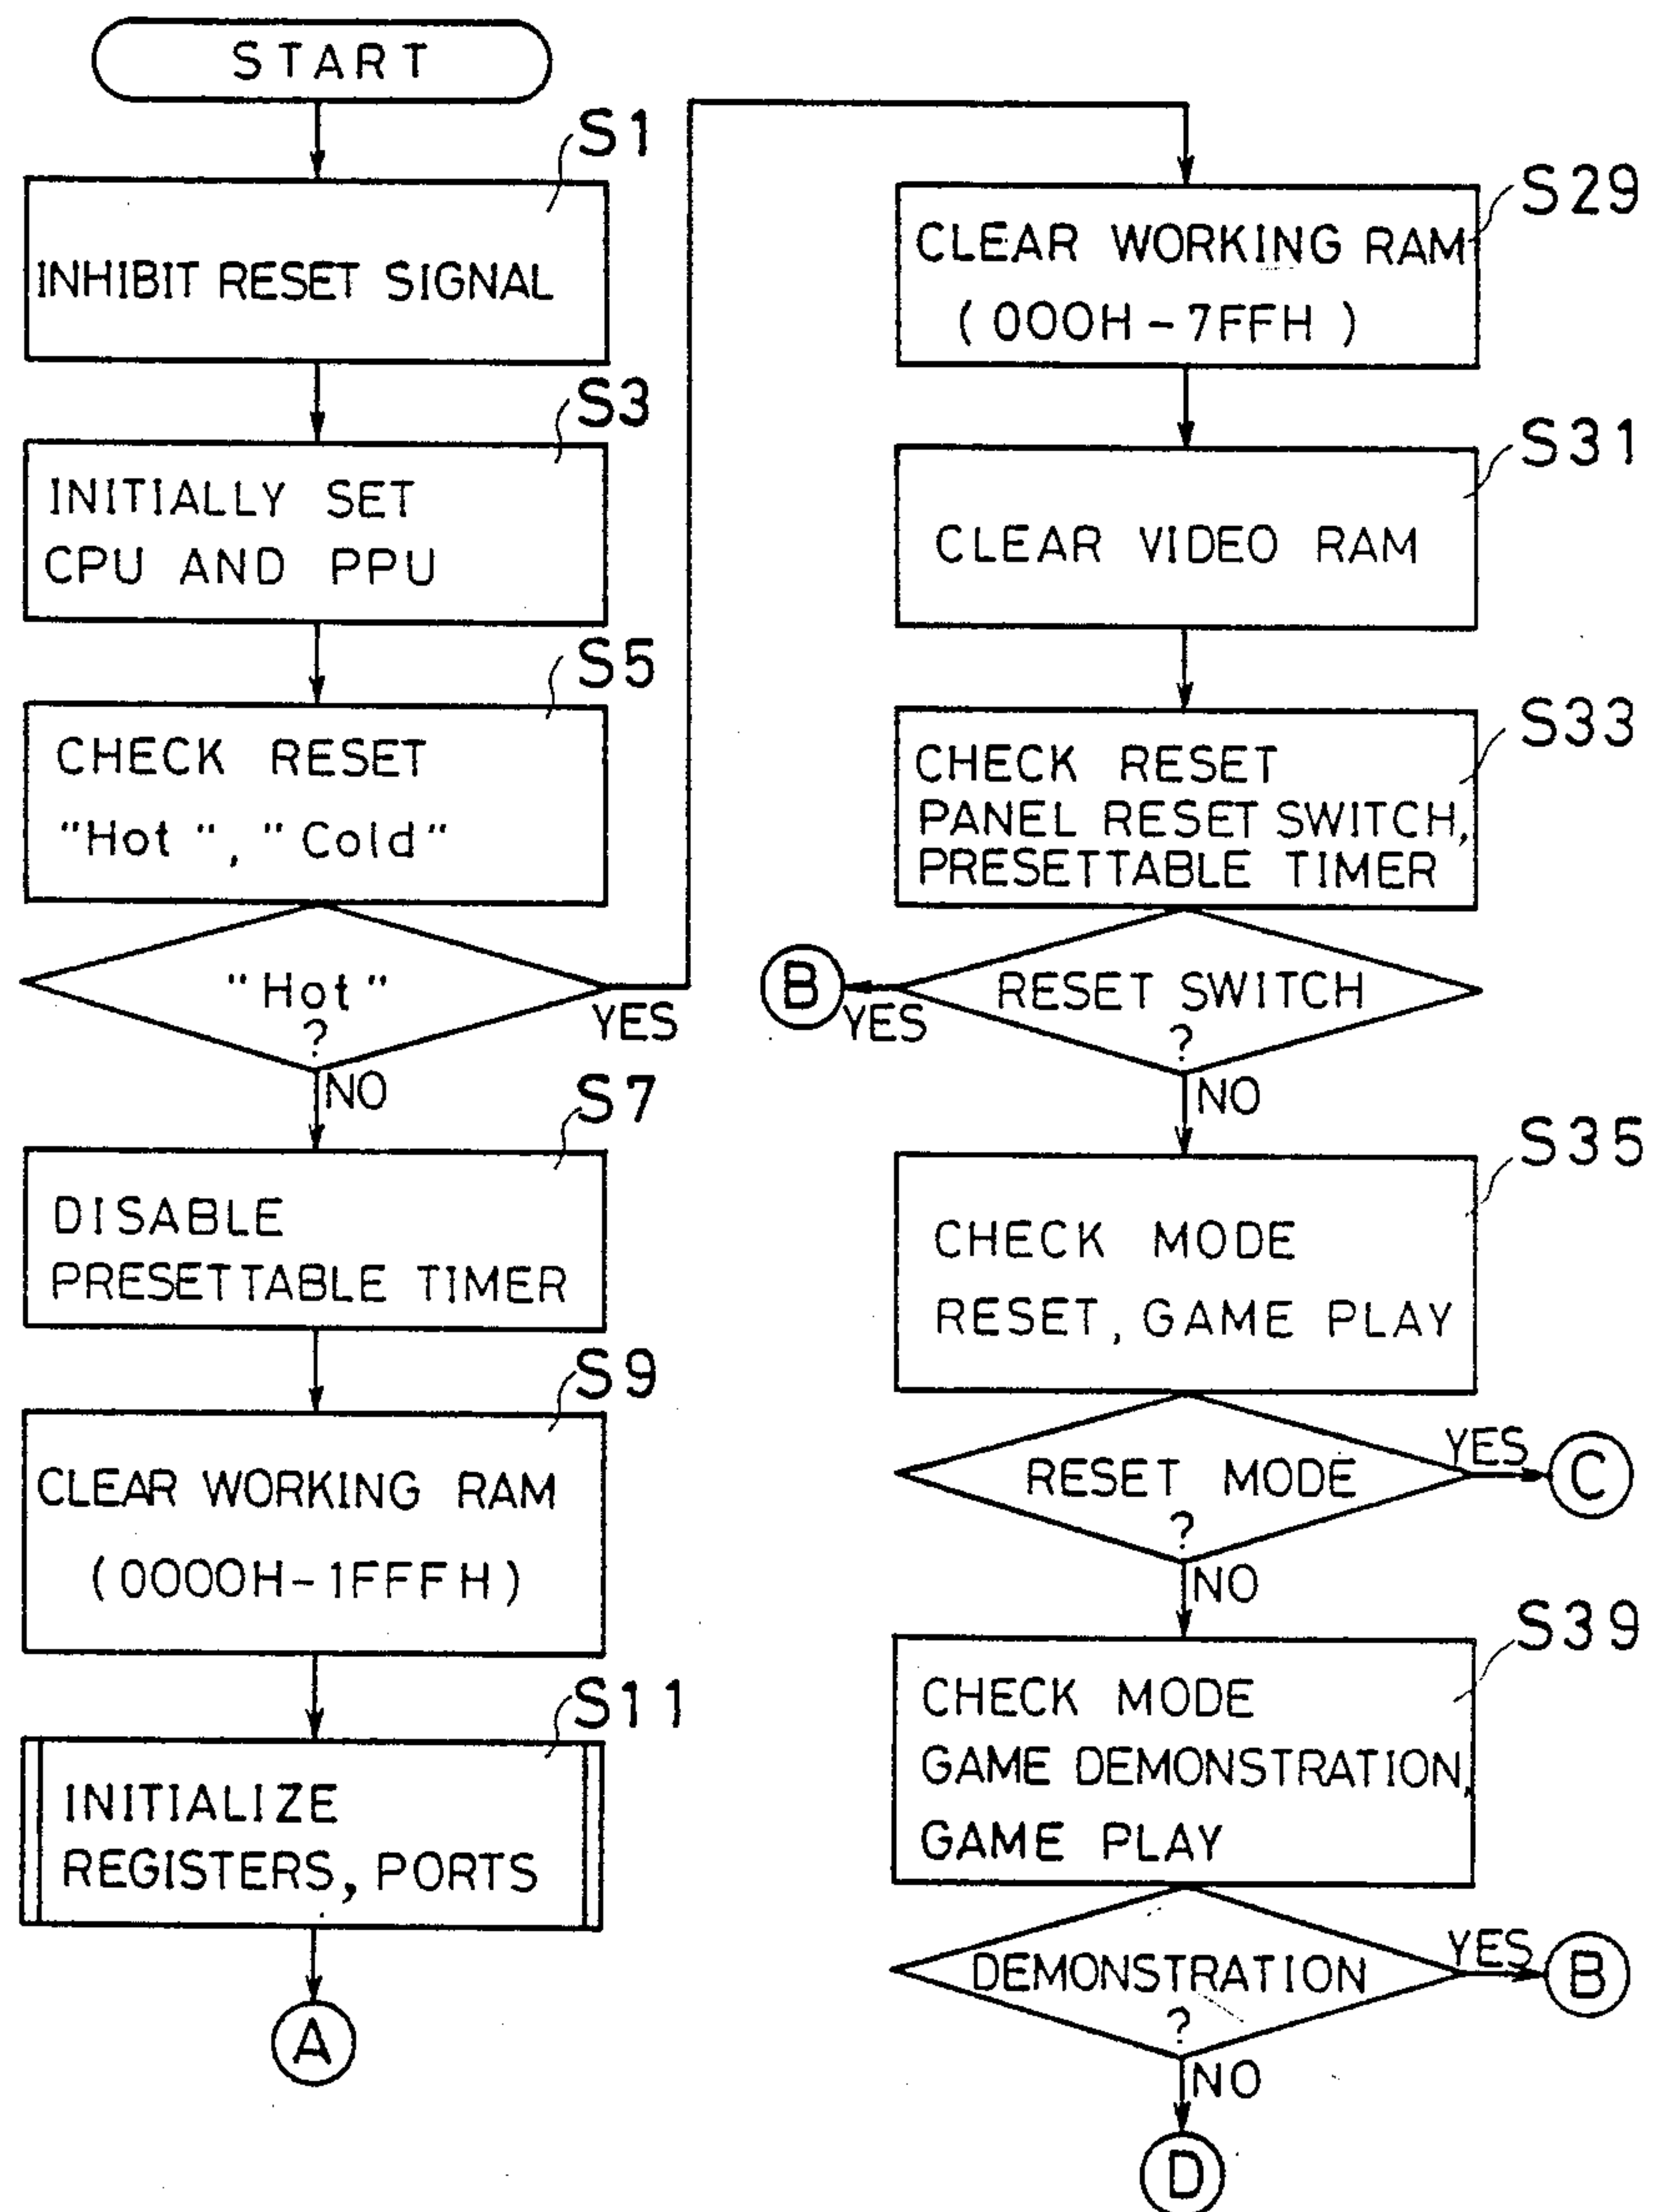 START
S1
INHIBIT RESET SIGNAL
S3
INITIALLY SET
CPU AND PPU
S5
CHECK RESET
"Hot", "Cold"
"Hot"
?
YES
NO
S7
DISABLE
PRESETTABLE TIMER
S9
CLEAR WORKING RAM
(0000H-1FFFH)
S11
INITIALIZE
REGISTERS, PORTS
A
S29
CLEAR WORKING RAM
(000H-7FFH)
S31
CLEAR VIDEO RAM
S33
CHECK RESET
PANEL RESET SWITCH,
PRESETTABLE TIMER
RESET SWITCH
?
B
YES
NO
S35
CHECK MODE
RESET, GAME PLAY
RESET MODE
?
YES
C
NO
S39
CHECK MODE
GAME DEMONSTRATION,
GAME PLAY
DEMONSTRATION
?
YES
B
NO
D